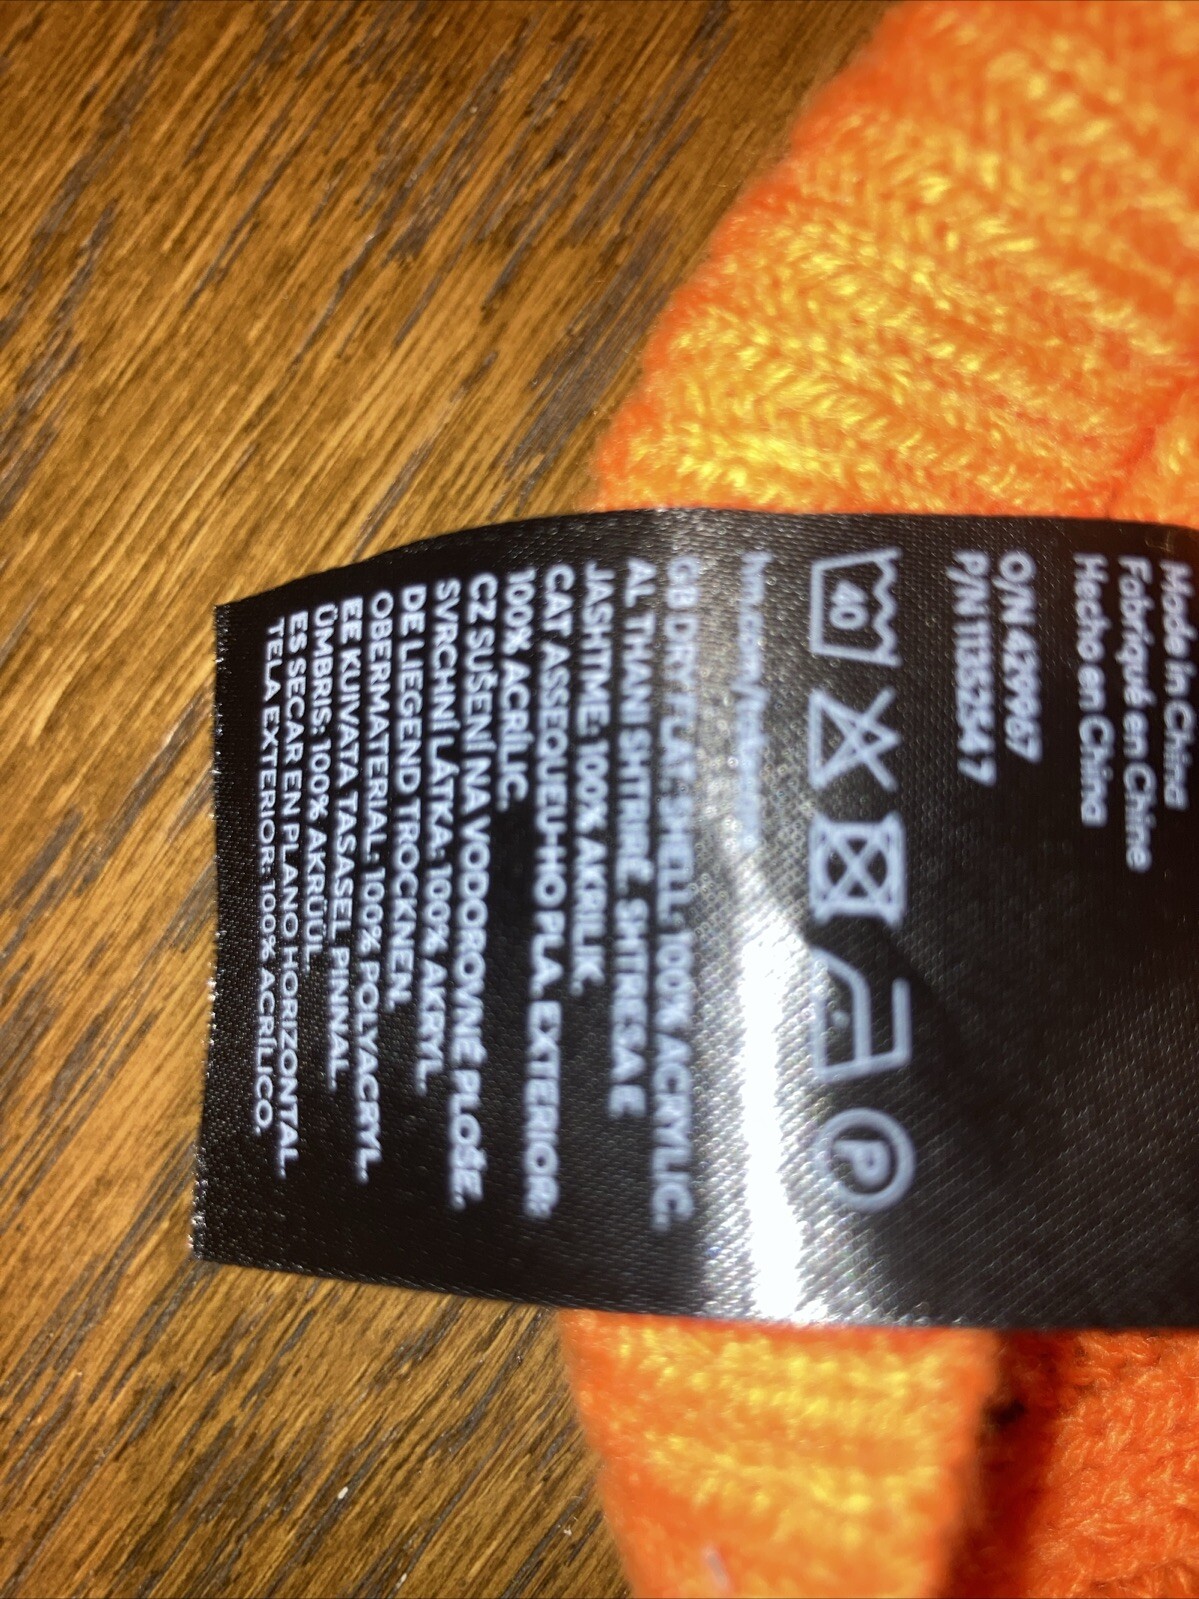 Made in China
Fabriqué en Chine
Hecho en China
O/N 429967
40
P
GB DRY FLAT. SHELL: 100% ACRYLIC.
AL THANI SHTRIRË. SHTRESA E
JASHTME: 100% AKRILIK.
CAT ASSEQUEU-HO PLA. EXTERIOR:
100% ACRÍLIC.
CZ SUŠENÍ NA VODOROVNÉ PLOŠE.
SVRCHNÍ LÁTKA: 100% AKRYL.
DE LIEGEND TROCKNEN.
OBERMATERIAL: 100% POLYACRYL.
EE KUIVATA TASASEL PINNAL.
ÜMBRIS: 100% AKRÜÜL.
ES SECAR EN PLANO HORIZONTAL.
TELA EXTERIOR: 100% ACRÍLICO.